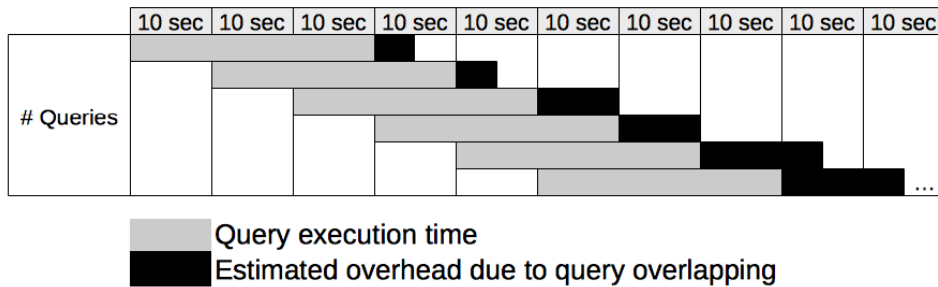 10 sec 10 sec 10 sec 10 sec 10 sec 10 sec 10 sec 10 sec 10 sec 10 sec
# Queries
...
Query execution time
Estimated overhead due to query overlapping